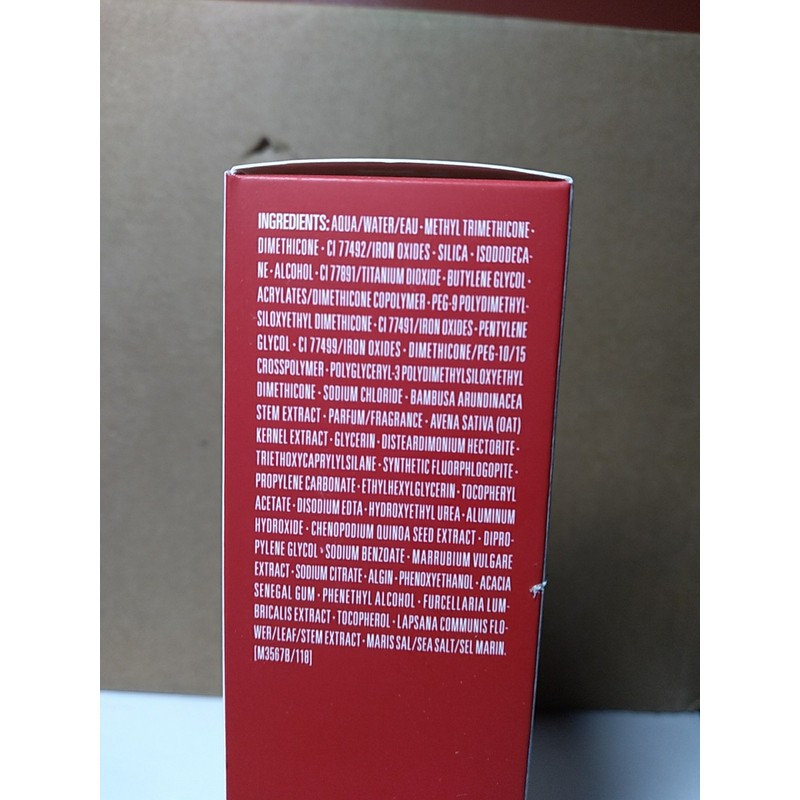 INGREDIENTS: AQUA/WATER/EAU • METHYL TRIMETHICONE •
DIMETHICONE • CI 77492/IRON OXIDES • SILICA • ISODODECA-
NE • ALCOHOL • CI 77891/TITANIUM DIOXIDE • BUTYLENE GLYCOL •
ACRYLATES/DIMETHICONE COPOLYMER • PEG-9 POLYDIMETHYL-
SILOXYETHYL DIMETHICONE • CI 77491/IRON OXIDES • PENTYLENE
GLYCOL • CI 77499/IRON OXIDES • DIMETHICONE/PEG-10/15
CROSSPOLYMER • POLYGLYCERYL-3 POLYDIMETHYLSILOXYETHYL
DIMETHICONE • SODIUM CHLORIDE • BAMBUSA ARUNDINACEA
STEM EXTRACT • PARFUM/FRAGRANCE • AVENA SATIVA (OAT)
KERNEL EXTRACT • GLYCERIN • DISTEARDIMONIUM HECTORITE •
TRIETHOXYCAPRYLYLSILANE • SYNTHETIC FLUORPHLOGOPITE •
PROPYLENE CARBONATE • ETHYLHEXYLGLYCERIN • TOCOPHERYL
ACETATE • DISODIUM EDTA • HYDROXYETHYL UREA • ALUMINUM
HYDROXIDE • CHENOPODIUM QUINOA SEED EXTRACT • DIPRO-
PYLENE GLYCOL • SODIUM BENZOATE • MARRUBIUM VULGARE
EXTRACT • SODIUM CITRATE • ALGIN • PHENOXYETHANOL • ACACIA
SENEGAL GUM • PHENETHYL ALCOHOL • FURCELLARIA LUM-
BRICALIS EXTRACT • TOCOPHEROL • LAPSANA COMMUNIS FLO-
WER/LEAF/STEM EXTRACT • MARIS SAL/SEA SALT/SEL MARIN.
[M3567B/118]